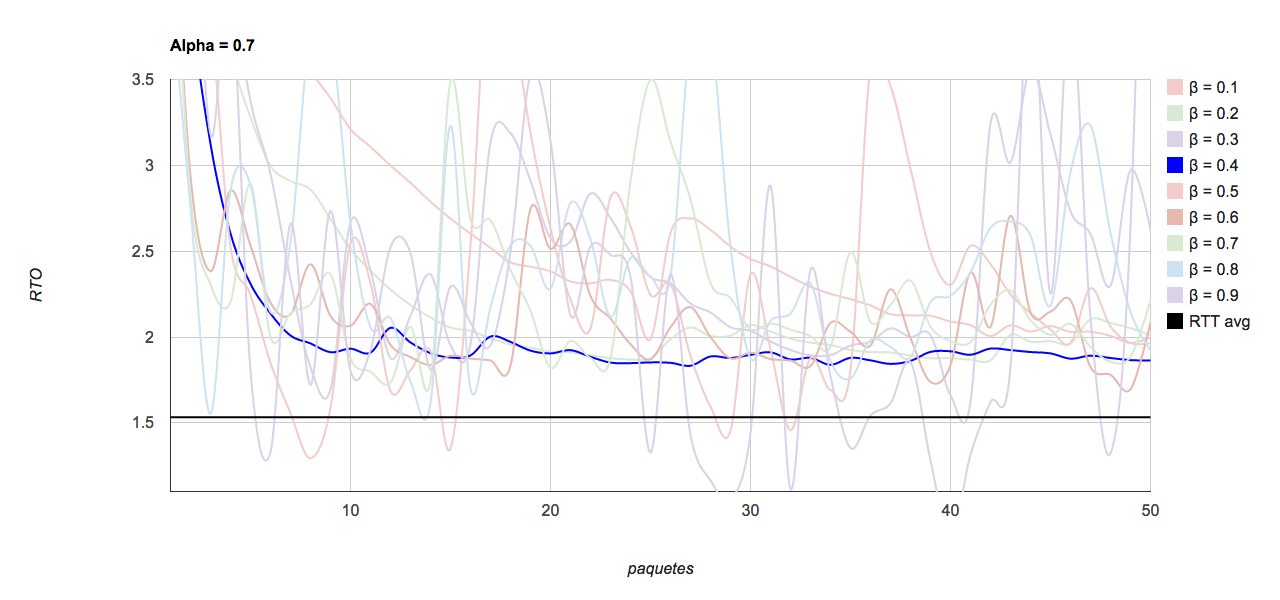 Alpha = 0.7
3.5
3
2.5
2
1.5
RTO
10
20
30
40
50
paquetes
β = 0.1
β = 0.2
β = 0.3
β = 0.4
β = 0.5
β = 0.6
β = 0.7
β = 0.8
β = 0.9
RTT avg